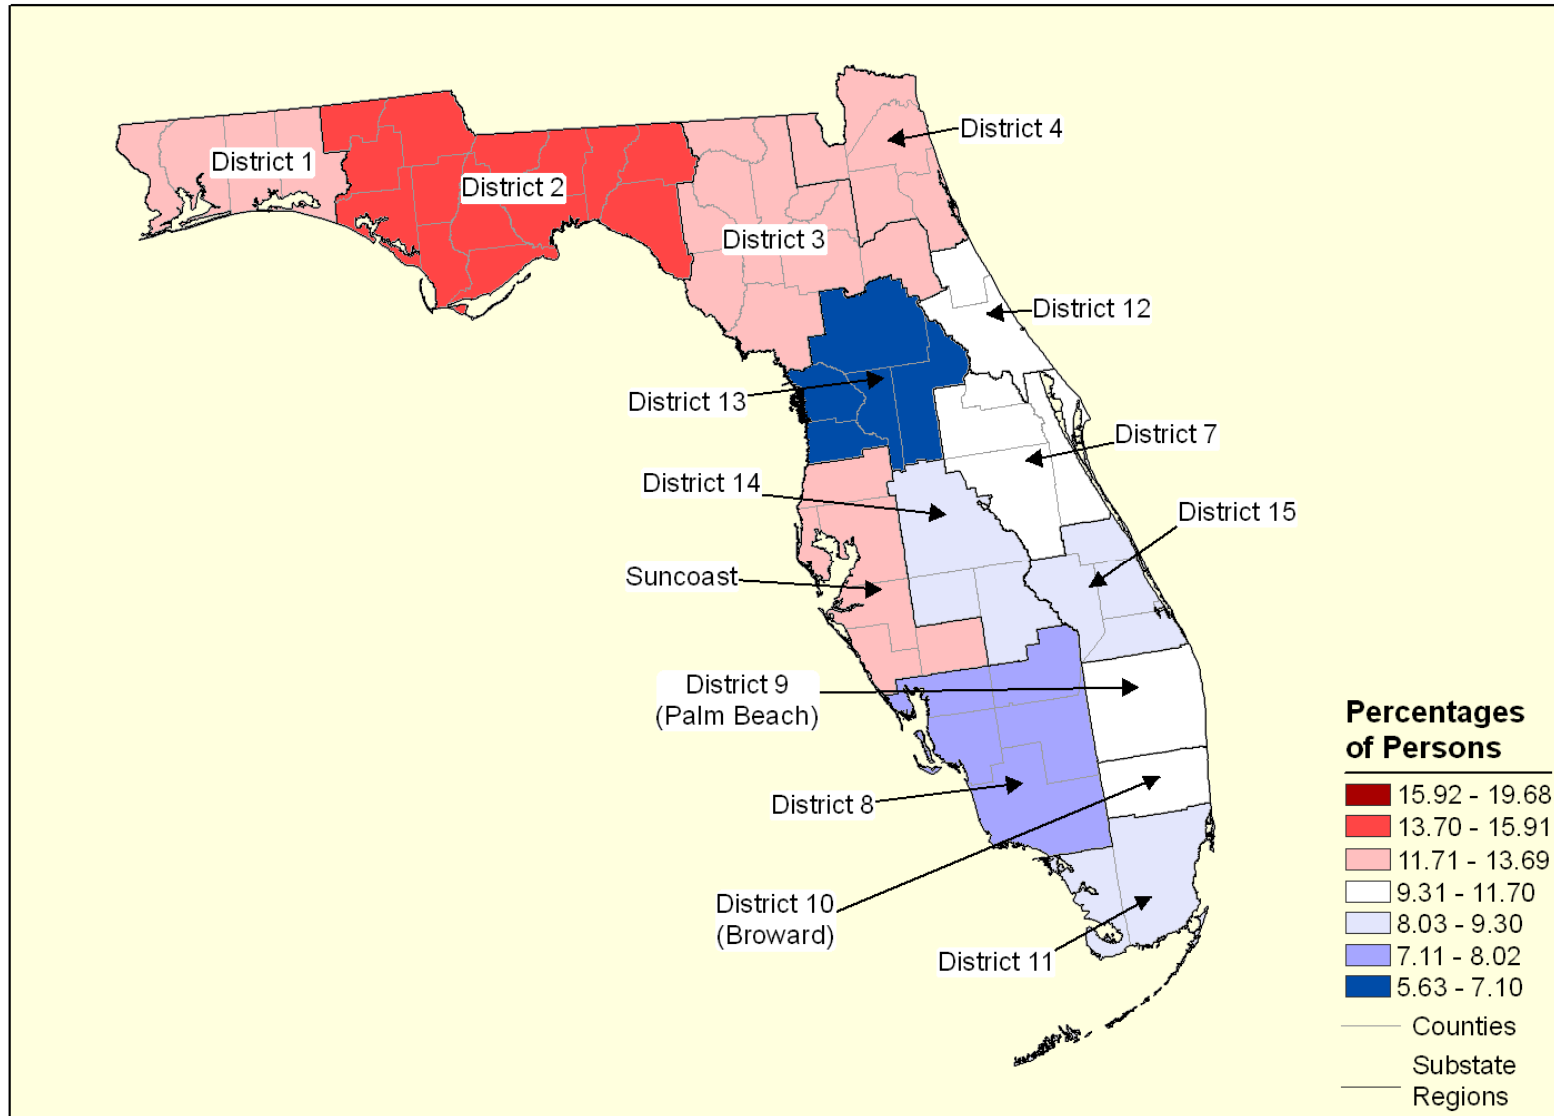 District 4
District 1
District 2
District 3
District 12
District 13
District 7
District 14
District 15
Suncoast
District 9
(Palm Beach)
District 8
District 10
(Broward)
District 11
Percentages
of Persons
15.92 - 19.68
13.70 - 15.91
11.71 - 13.69
9.31 - 11.70
8.03 - 9.30
7.11 - 8.02
5.63 - 7.10
Counties
Substate
Regions